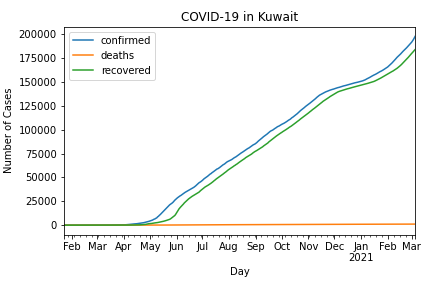 COVID-19 in Kuwait
confirmed
deaths
recovered
200000
175000
150000
125000
100000
75000
50000
25000
0
Number of Cases
Feb Mar Apr May Jun Jul Aug Sep Oct Nov Dec Jan Feb Mar
2021
Day